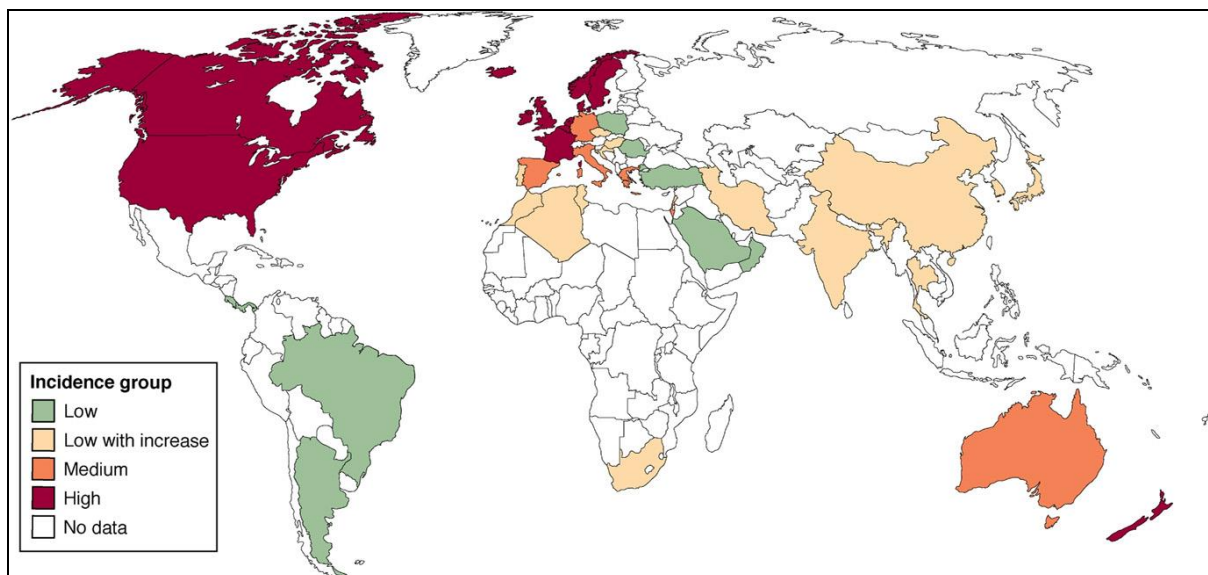 Incidence group
Low
Low with increase
Medium
High
No data